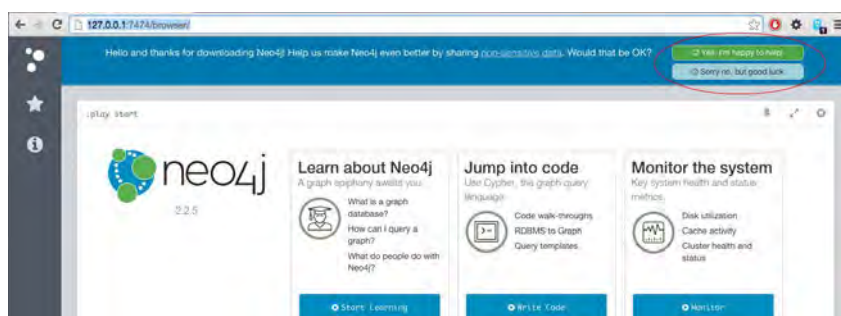 127.0.0.1:7474/browser/
Hello and thanks for downloading Neo4j! Help us make Neo4j even better by sharing non-sensitive data. Would that be OK?
Yes, I'm happy to help!
Sorry no, but good luck
:play start
neo4j
2.2.5
Learn about Neo4j
A graph epiphany awaits you.
What is a graph
database?
How can I query a
graph?
What do people do with
Neo4j?
Start Learning
Jump into code
Use Cypher, the graph query
language.
Code walk-throughs
RDBMS to Graph
Query templates
Write Code
Monitor the system
Key system health and status
metrics.
Disk utilization
Cache activity
Cluster health and
status
Monitor